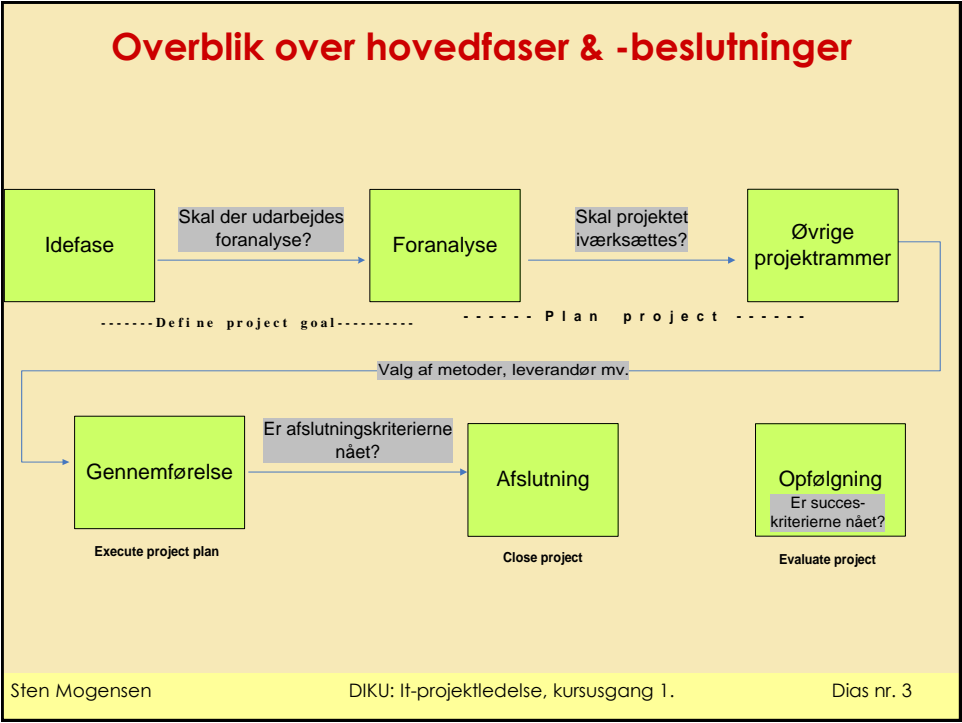 Overblik over hovedfaser & -beslutninger
Idefase
Skal der udarbejdes
foranalyse?
Foranalyse
Skal projektet
iværksættes?
Øvrige
projektrammer
-------Define project goal----------
------ Plan project ------
Valg af metoder, leverandør mv.
Gennemførelse
Er afslutningskriterierne
nået?
Afslutning
Opfølgning
Er succes-
kriterierne nået?
Execute project plan
Close project
Evaluate project
Sten Mogensen
DIKU: It-projektledelse, kursusgang 1.
Dias nr. 3